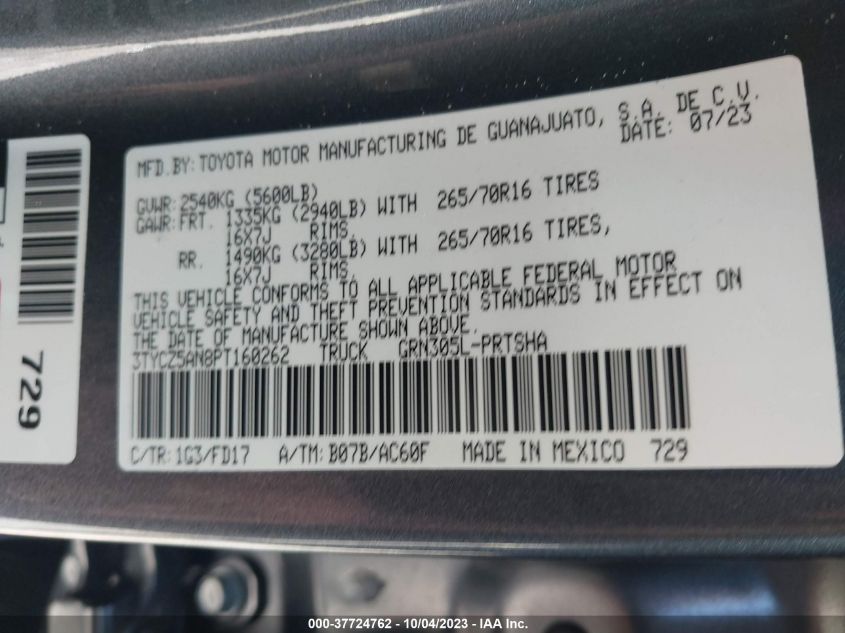 MFD.BY: TOYOTA MOTOR MANUFACTURING DE GUANAJUATO, S.A. DE C.V.
DATE: 07/23
GVWR: 2540KG (5600LB)
GAWR: FRT. 1335KG (2940LB) WITH 265/70R16 TIRES
16X7J RIMS,
RR. 1490KG (3280LB) WITH 265/70R16 TIRES,
16X7J RIMS,
THIS VEHICLE CONFORMS TO ALL APPLICABLE FEDERAL MOTOR
VEHICLE SAFETY AND THEFT PREVENTION STANDARDS IN EFFECT ON
THE DATE OF MANUFACTURE SHOWN ABOVE.
3TYCZ5AN8PT160262 TRUCK GRN305L-PRTSHA
C/TR: 1G3/FD17 A/TM: B07B/AC60F MADE IN MEXICO 729
729
000-37724762 - 10/04/2023 - IAA Inc.